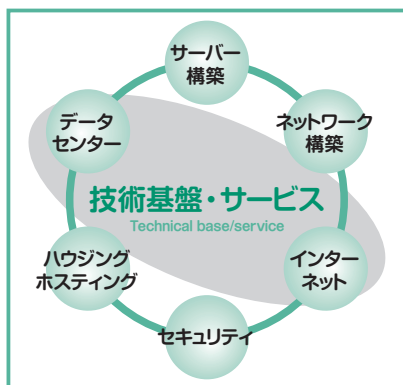 サーバー
構築
データ
センター
ネットワーク
構築
技術基盤・サービス
Technical base/service
ハウジング
ホスティング
インター
ネット
セキュリティ